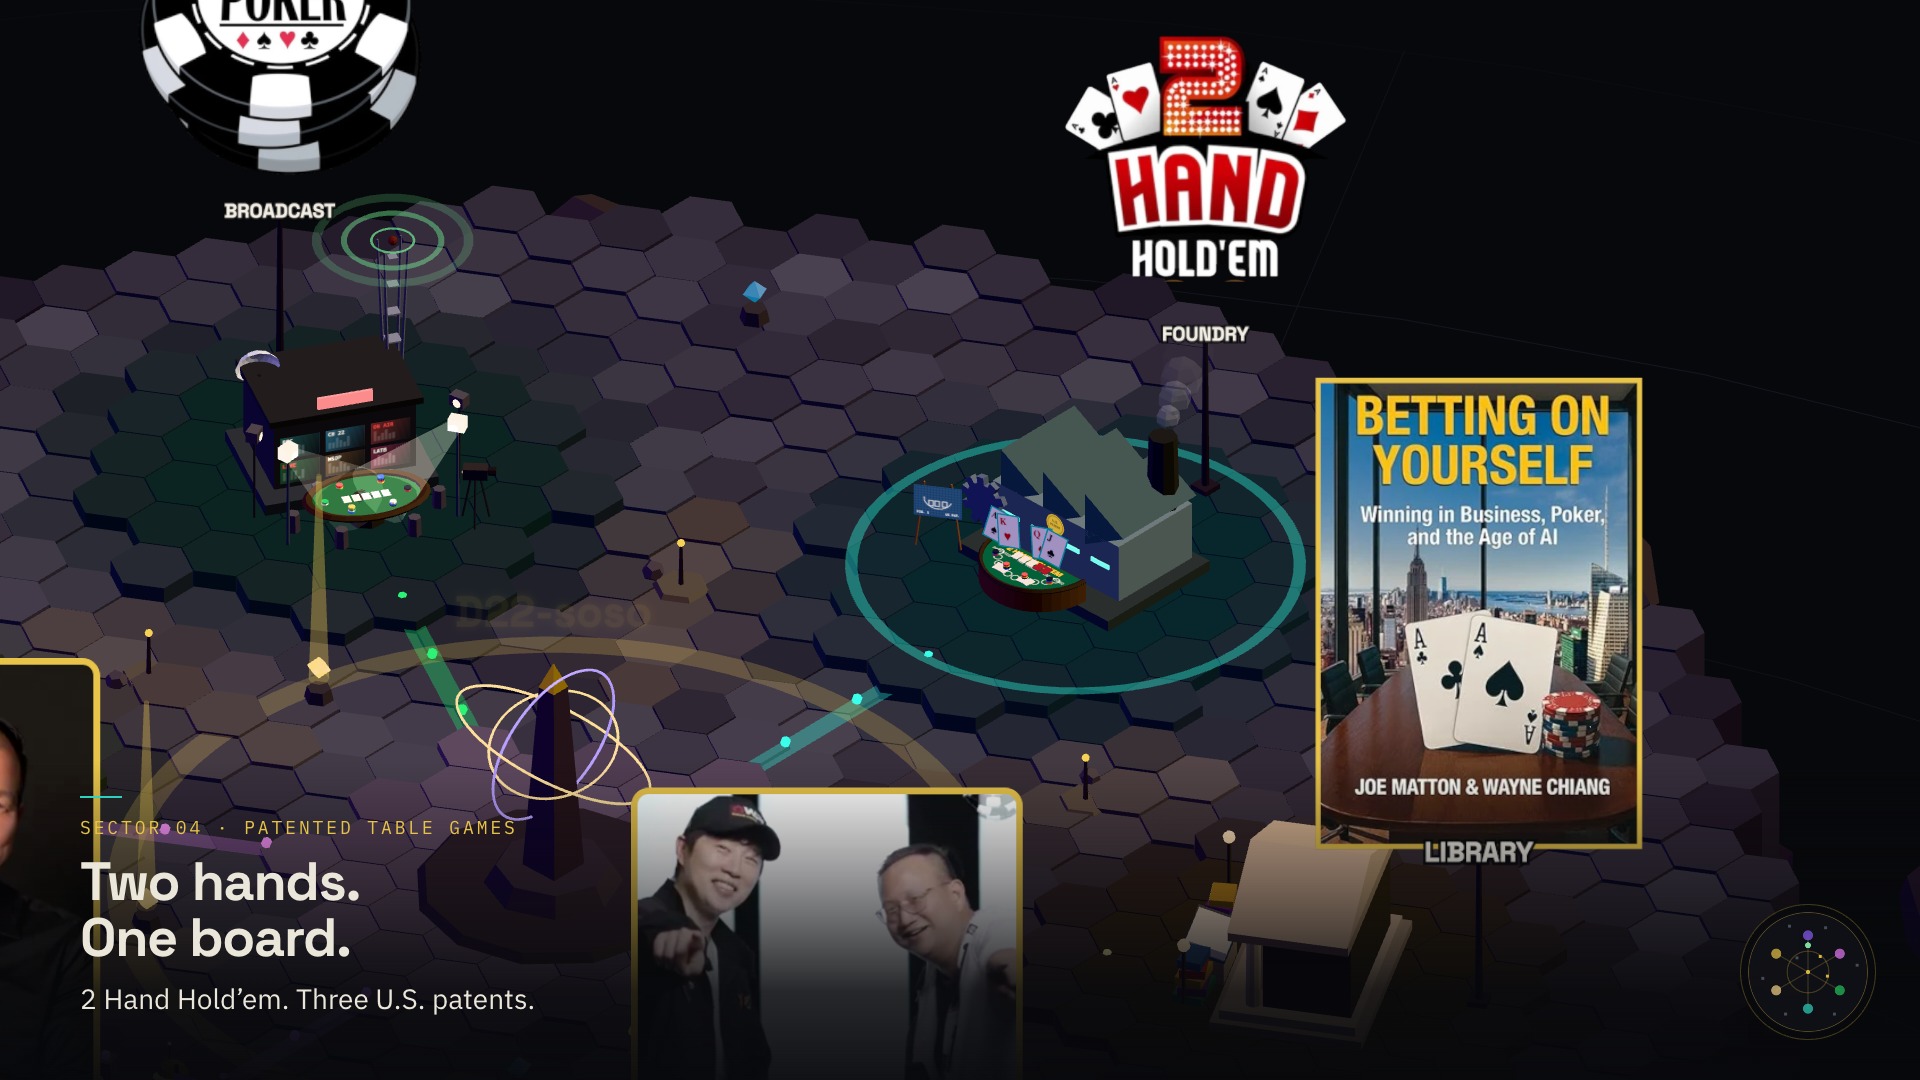 POKER
BROADCAST
2
HAND
HOLD'EM
FOUNDRY
BETTING ON
YOURSELF
Winning in Business, Poker,
and the Age of AI
JOE MATTON & WAYNE CHIANG
LIBRARY
D22-soso
SECTOR 04 · PATENTED TABLE GAMES
Two hands.
One board.
2 Hand Hold’em. Three U.S. patents.